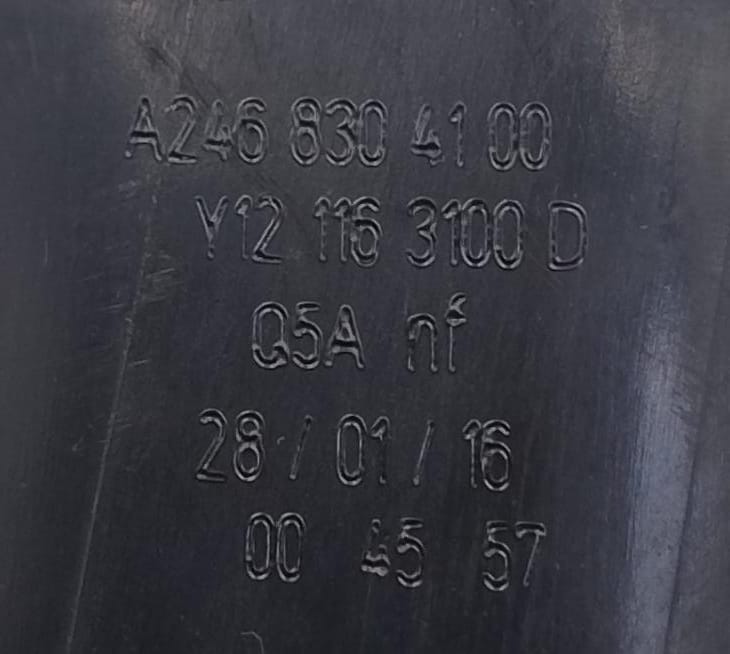 A246 830 41 00
Y12 116 3100 D
Q5A nf
28 / 01 / 16
00 45 57